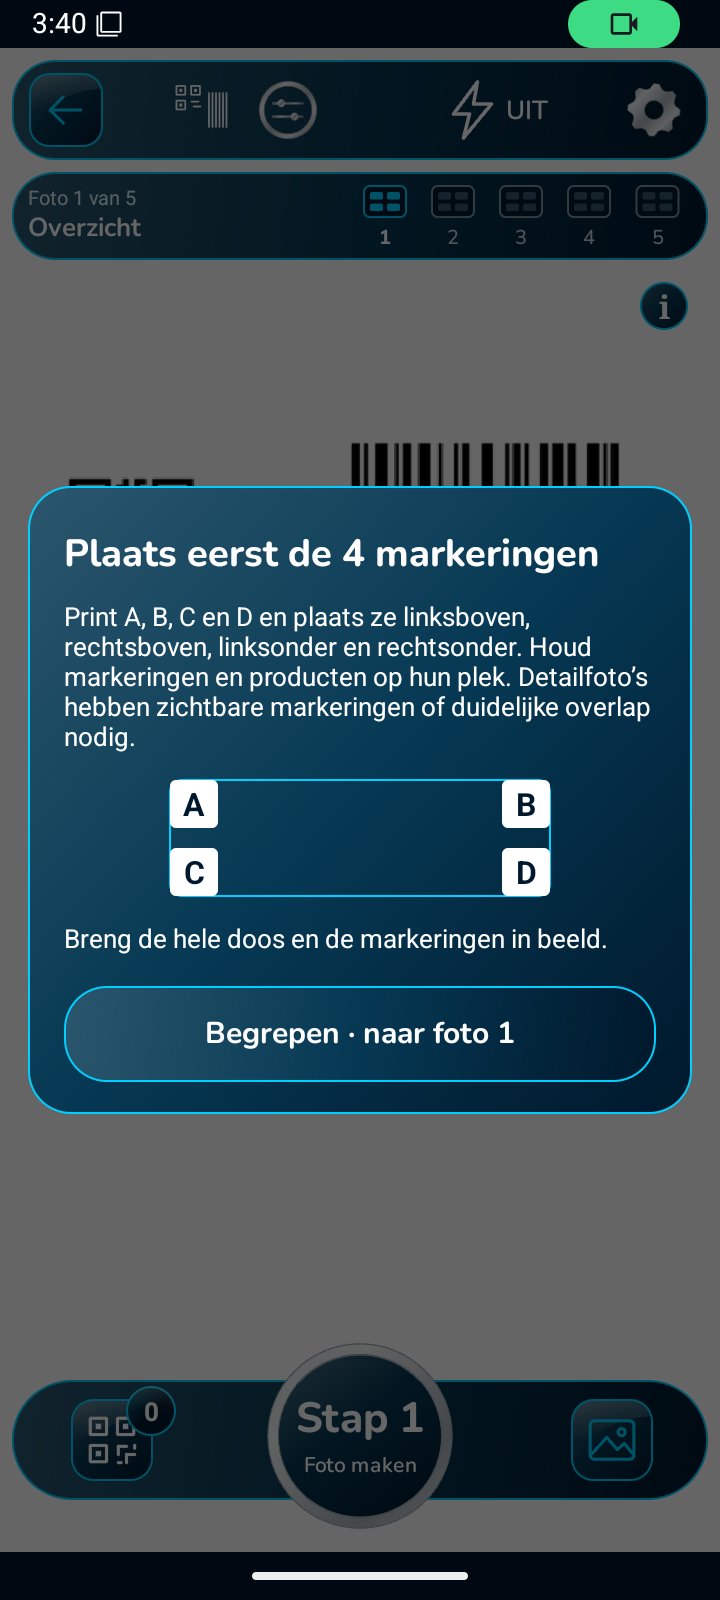 3:40
UIT
Foto 1 van 5
Overzicht
1 2 3 4 5
i
Plaats eerst de 4 markeringen
Print A, B, C en D en plaats ze linksboven,
rechtsboven, linksonder en rechtsonder. Houd
markeringen en producten op hun plek. Detailfoto’s
hebben zichtbare markeringen of duidelijke overlap
nodig.
A B
C D
Breng de hele doos en de markeringen in beeld.
Begrepen · naar foto 1
0
Stap 1
Foto maken